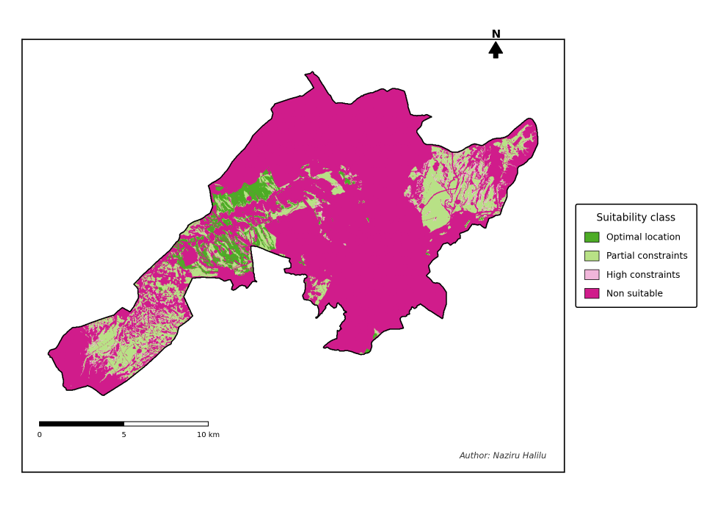 N
Suitability class
Optimal location
Partial constraints
High constraints
Non suitable
0 5 10 km
Author: Naziru Halilu